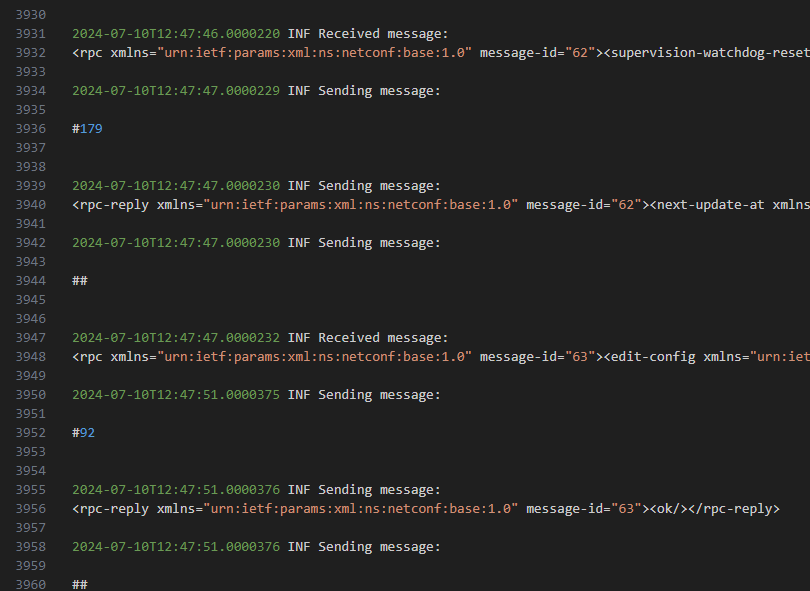 3930
3931 2024-07-10T12:47:46.0000220 INF Received message:
3932 <rpc xmlns="urn:ietf:params:xml:ns:netconf:base:1.0" message-id="62"><supervision-watchdog-reset
3933
3934 2024-07-10T12:47:47.0000229 INF Sending message:
3935
3936 #179
3937
3938
3939 2024-07-10T12:47:47.0000230 INF Sending message:
3940 <rpc-reply xmlns="urn:ietf:params:xml:ns:netconf:base:1.0" message-id="62"><next-update-at xmlns
3941
3942 2024-07-10T12:47:47.0000230 INF Sending message:
3943
3944 ##
3945
3946
3947 2024-07-10T12:47:47.0000232 INF Received message:
3948 <rpc xmlns="urn:ietf:params:xml:ns:netconf:base:1.0" message-id="63"><edit-config xmlns="urn:iet
3949
3950 2024-07-10T12:47:51.0000375 INF Sending message:
3951
3952 #92
3953
3954
3955 2024-07-10T12:47:51.0000376 INF Sending message:
3956 <rpc-reply xmlns="urn:ietf:params:xml:ns:netconf:base:1.0" message-id="63"><ok/></rpc-reply>
3957
3958 2024-07-10T12:47:51.0000376 INF Sending message:
3959
3960 ##